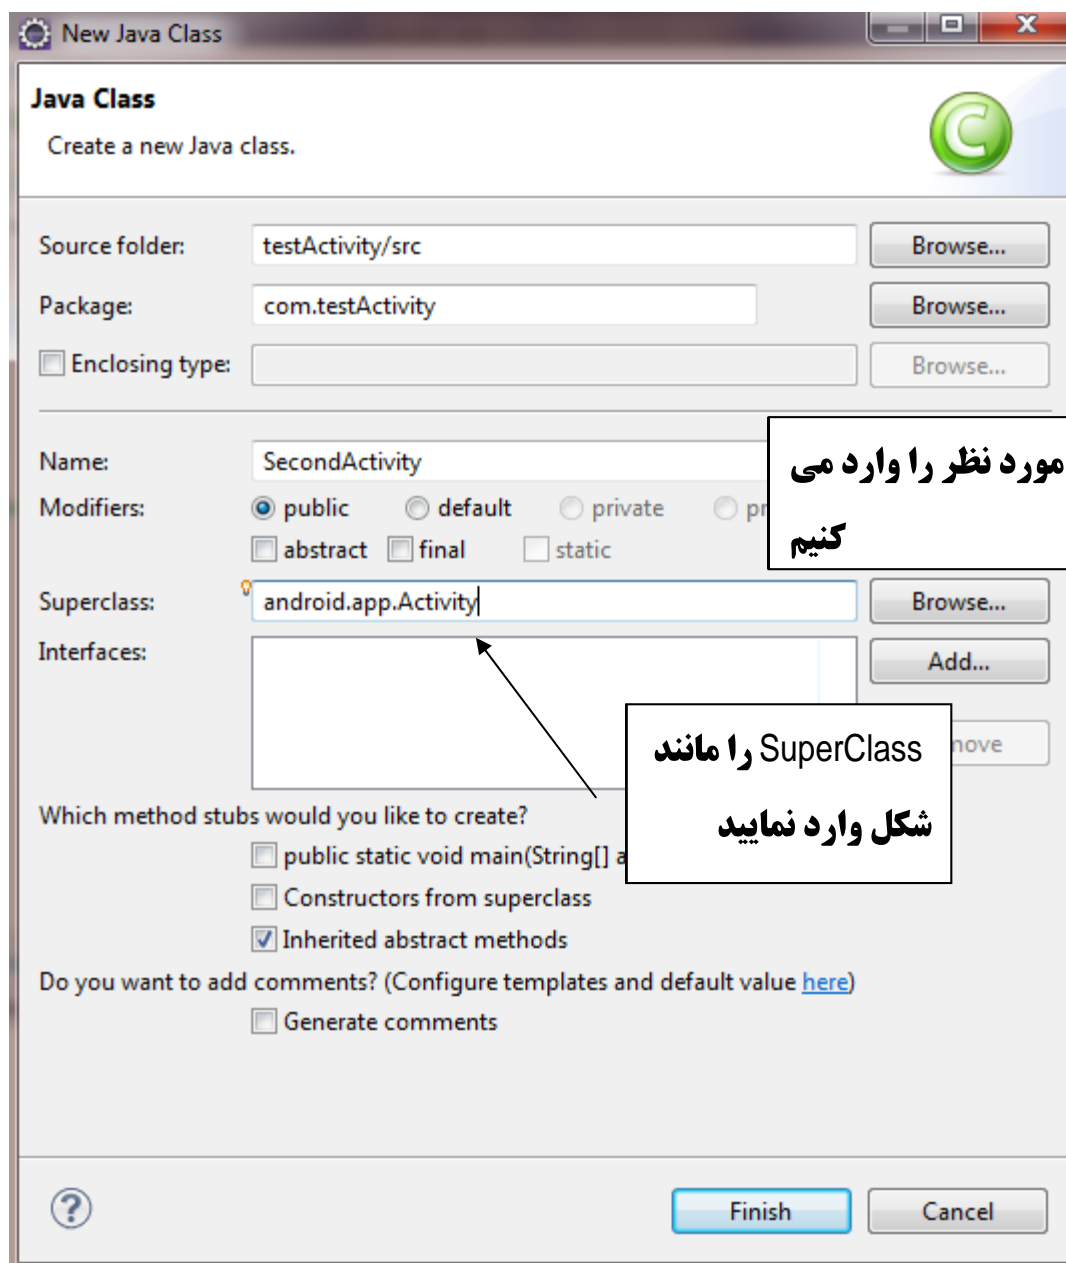 New Java Class
Java Class
Create a new Java class.
Source folder: testActivity/src Browse...
Package: com.testActivity Browse...
Enclosing type: Browse...
Name: SecondActivity
مورد نظر را وارد می
کنیم
Modifiers: public default private pr
abstract final static
Superclass: android.app.Activity Browse...
Interfaces: Add...
SuperClass را مانند
شکل وارد نمایید
nove
Which method stubs would you like to create?
public static void main(String[] a
Constructors from superclass
Inherited abstract methods
Do you want to add comments? (Configure templates and default value here)
Generate comments
? Finish Cancel